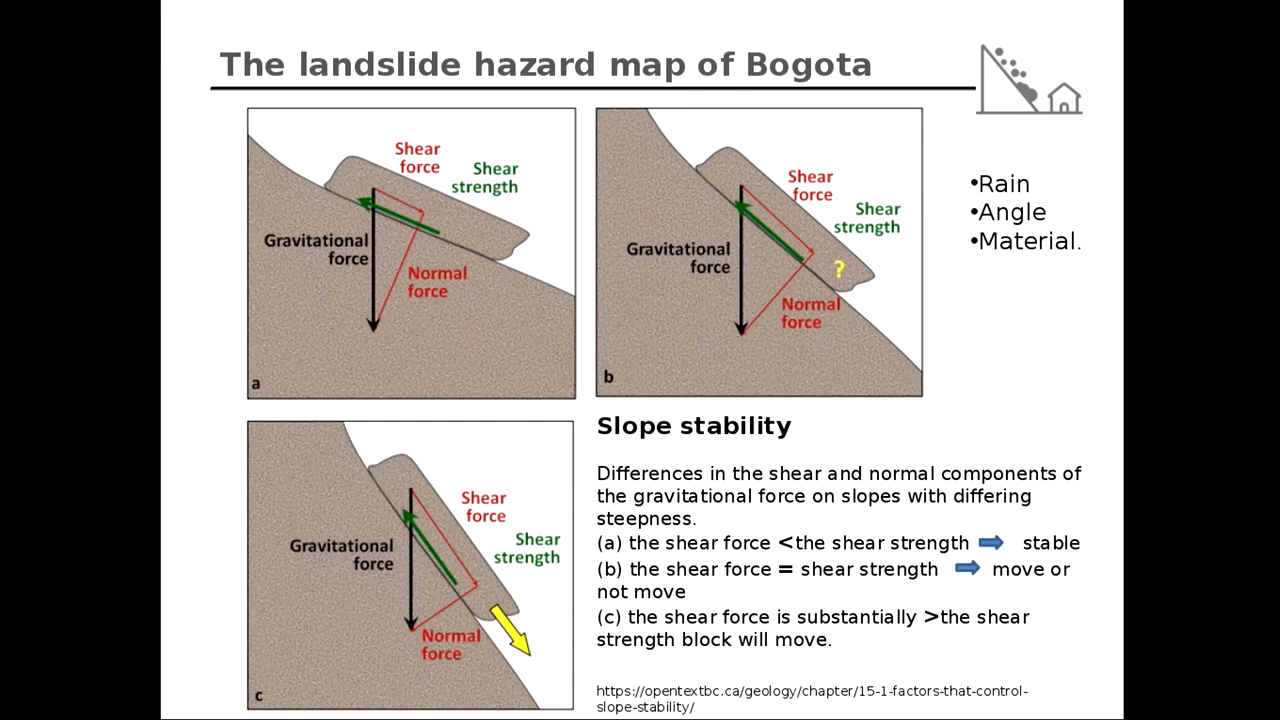 The landslide hazard map of Bogota
Shear
force
Shear
strength
Gravitational
force
Normal
force
a
Shear
force
Shear
strength
Gravitational
force
?
Normal
force
b
•Rain
•Angle
•Material.
Shear
force
Shear
strength
Gravitational
force
Normal
force
c
Slope stability
Differences in the shear and normal components of
the gravitational force on slopes with differing
steepness.
(a) the shear force <the shear strength stable
(b) the shear force = shear strength move or
not move
(c) the shear force is substantially >the shear
strength block will move.
https://opentextbc.ca/geology/chapter/15-1-factors-that-control-
slope-stability/